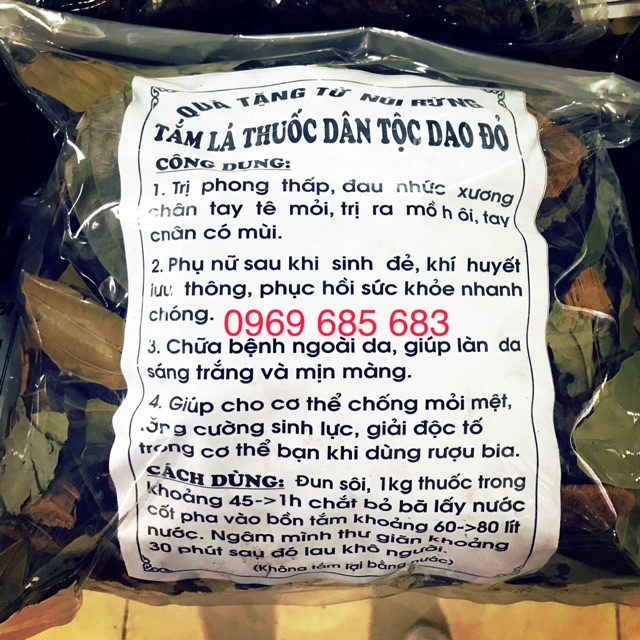 QUÀ TẶNG TỪ NÚI RỪNG
TẮM LÁ THUỐC DÂN TỘC DAO ĐỎ
CÔNG DỤNG:
1. Trị phong thấp, đau nhức xương
chân tay tê mỏi, trị ra mồ hôi, tay
chân có mùi.
2. Phụ nữ sau khi sinh đẻ, khí huyết
lưu thông, phục hồi sức khỏe nhanh
chóng.
0969 685 683
3. Chữa bệnh ngoài da, giúp làn da
sáng trắng và mịn màng.
4. Giúp cho cơ thể chống mỏi mệt,
tăng cường sinh lực, giải độc tố
trong cơ thể bạn khi dùng rượu bia.
CÁCH DÙNG: Đun sôi, 1kg thuốc trong
khoảng 45->1h chắt bỏ bã lấy nước
cốt pha vào bồn tắm khoảng 60->80 lít
nước. Ngâm mình thư giãn khoảng
30 phút sau đó lau khô người.
(Không tắm lại bằng nước)